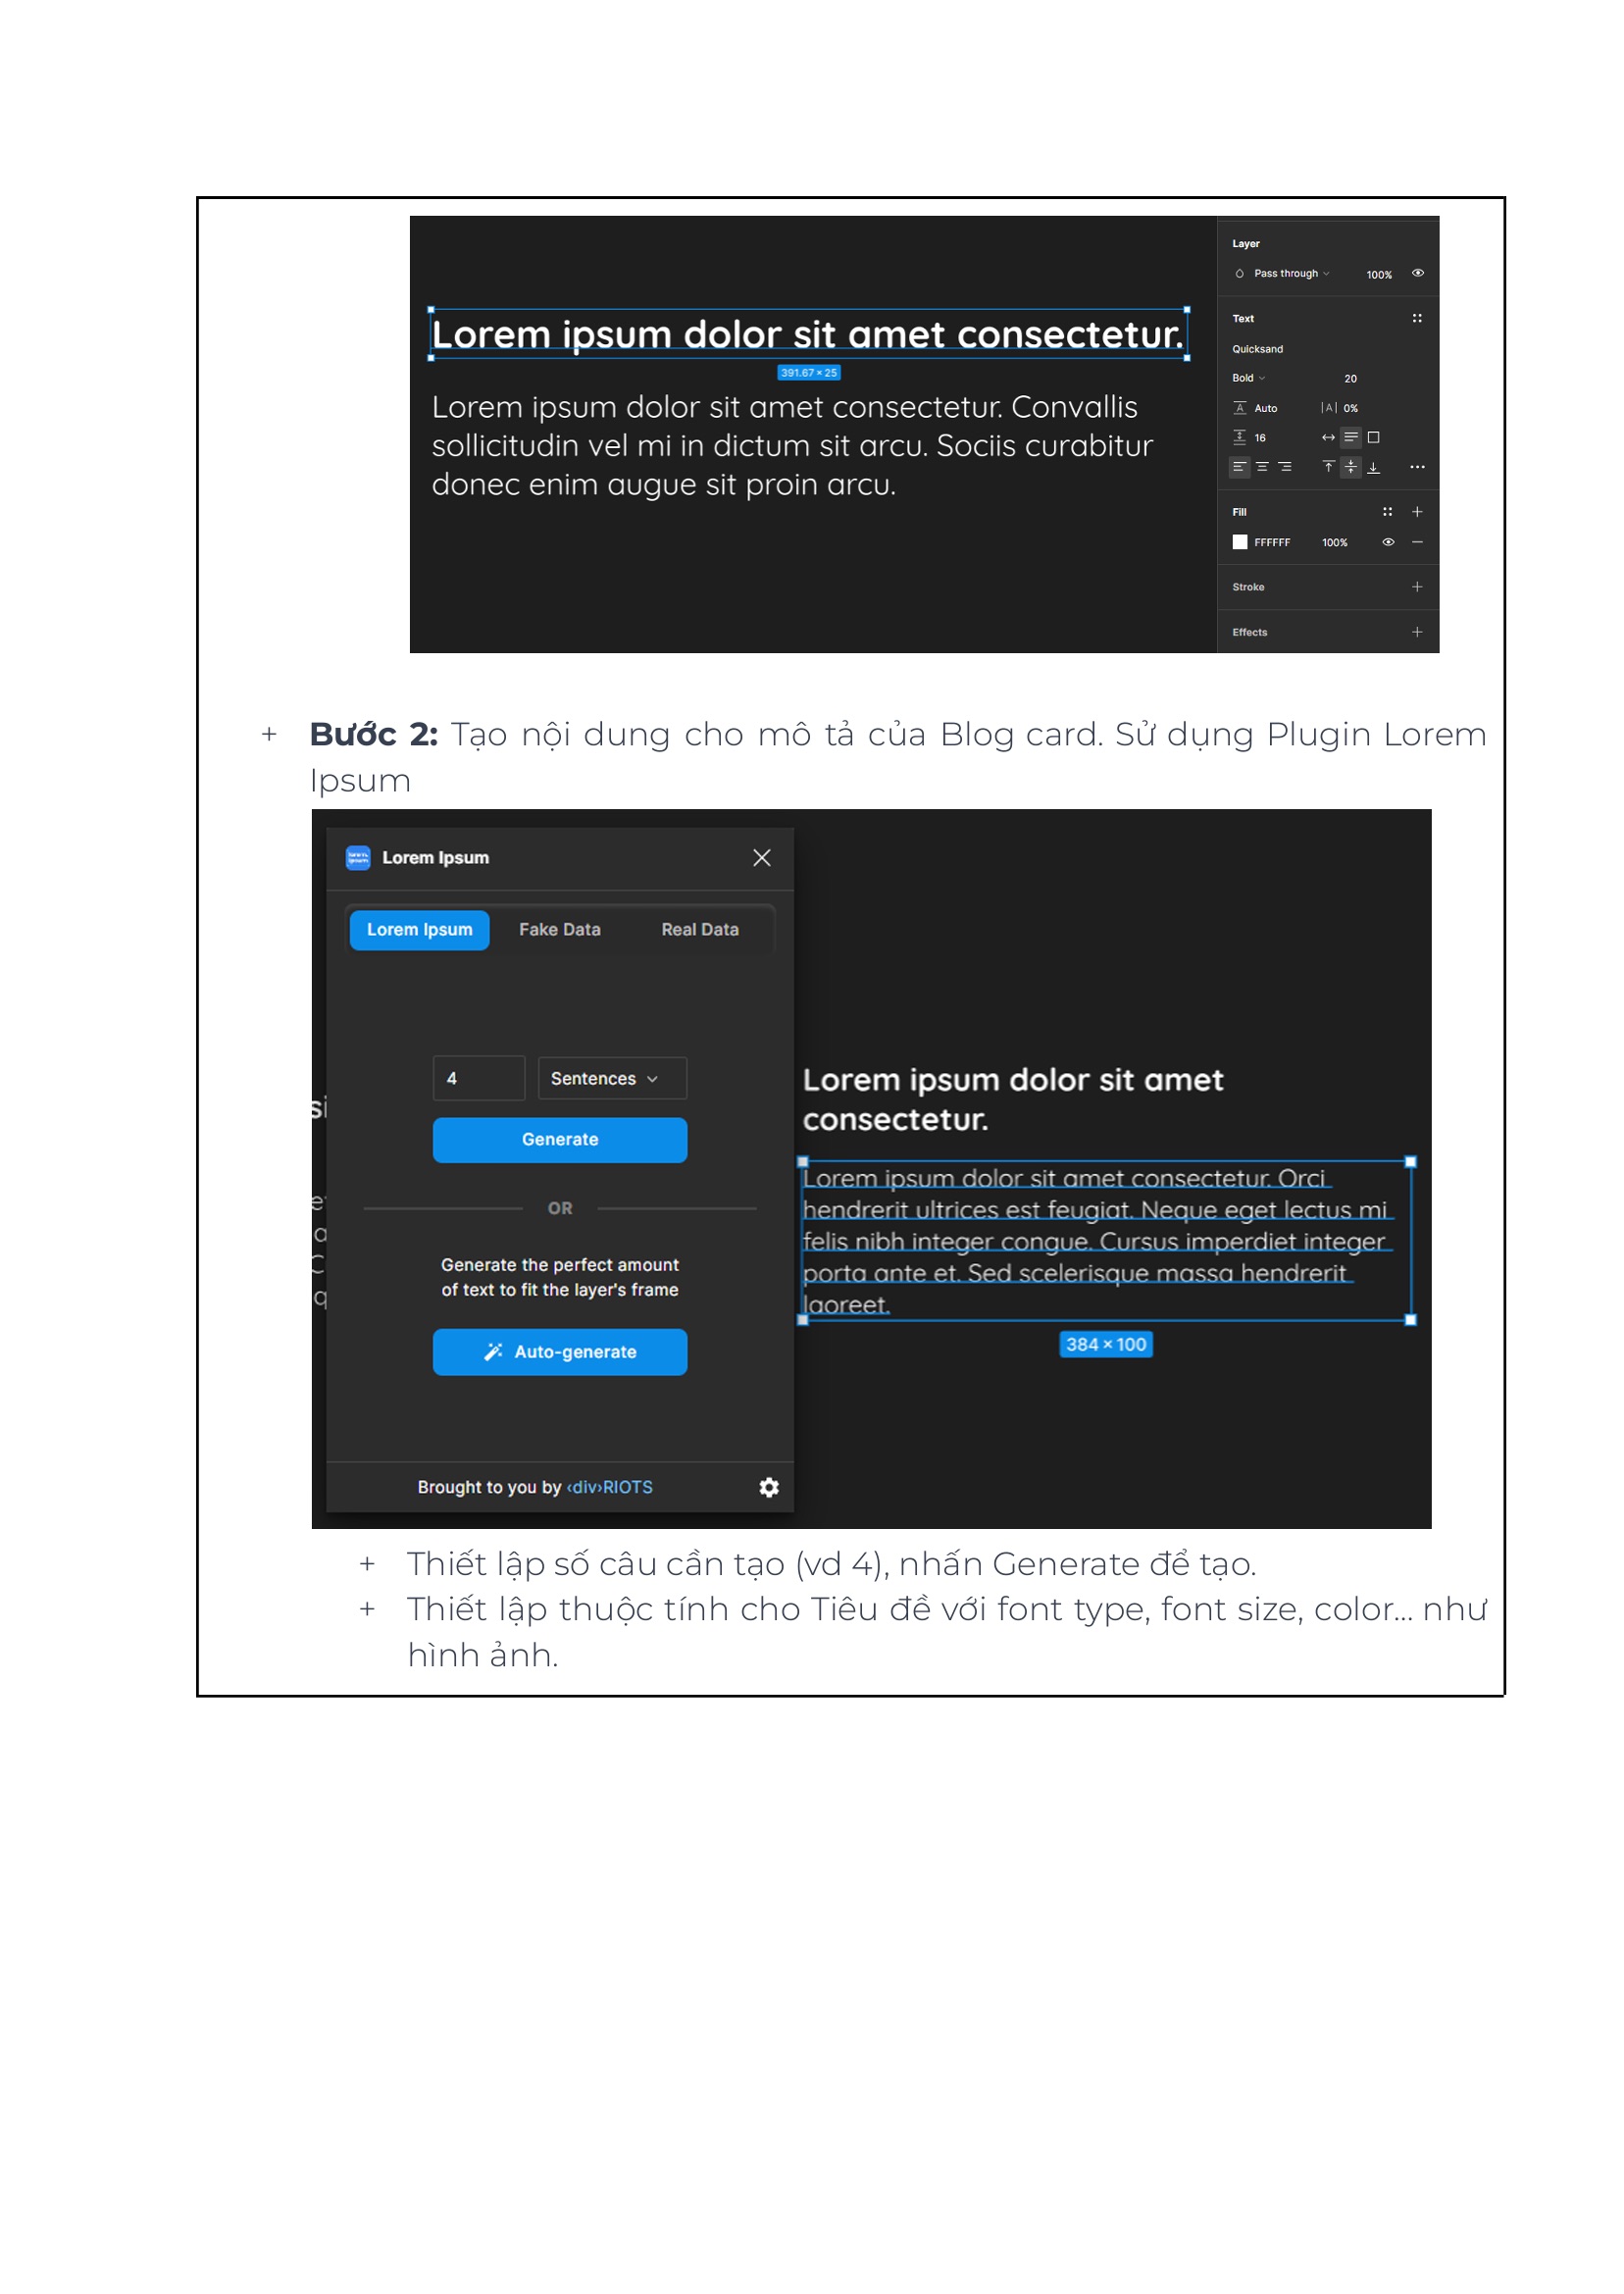 Layer
Pass through 100%
Lorem ipsum dolor sit amet consectetur.
391.67 × 25
Lorem ipsum dolor sit amet consectetur. Convallis
sollicitudin vel mi in dictum sit arcu. Sociis curabitur
donec enim augue sit proin arcu.
Text
Quicksand
Bold 20
Auto |A| 0%
16
Fill
FFFFFF 100%
Stroke
Effects
+ Bước 2: Tạo nội dung cho mô tả của Blog card. Sử dụng Plugin Lorem
Ipsum
Lorem Ipsum
Lorem Ipsum Fake Data Real Data
4 Sentences
Generate
OR
Generate the perfect amount
of text to fit the layer's frame
Auto-generate
Brought to you by ‹div›RIOTS
Lorem ipsum dolor sit amet
consectetur.
Lorem ipsum dolor sit amet consectetur. Orci
hendrerit ultrices est feugiat. Neque eget lectus mi
felis nibh integer congue. Cursus imperdiet integer
porta ante et. Sed scelerisque massa hendrerit
laoreet.
384 × 100
+ Thiết lập số câu cần tạo (vd 4), nhấn Generate để tạo.
+ Thiết lập thuộc tính cho Tiêu đề với font type, font size, color... như
hình ảnh.